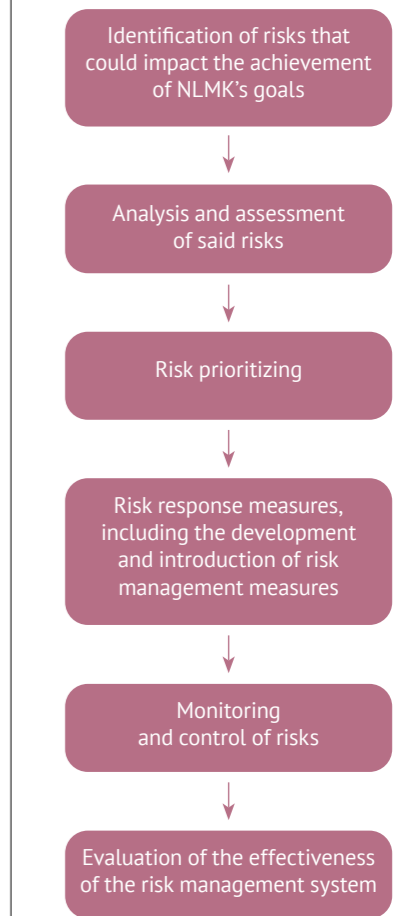 Identification of risks that
could impact the achievement
of NLMK’s goals
Analysis and assessment
of said risks
Risk prioritizing
Risk response measures,
including the development
and introduction of risk
management measures
Monitoring
and control of risks
Evaluation of the effectiveness
of the risk management system